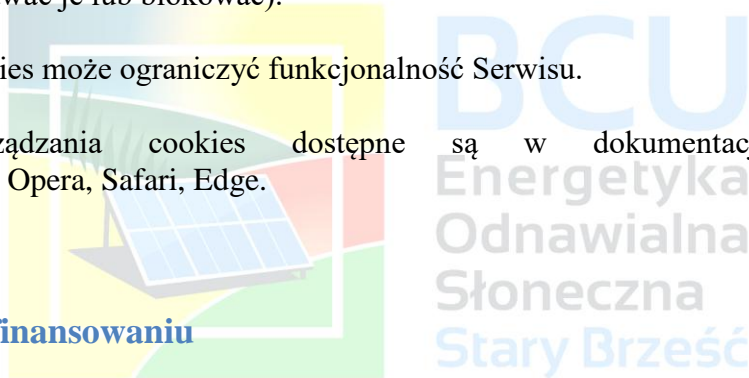 wać je lub blokować).
ies może ograniczyć funkcjonalność Serwisu.
ządzania cookies dostępne są w dokumentac
Opera, Safari, Edge.
finansowaniu
BCU
Energetyka
Odnawialna
Słoneczna
Stary Brześć